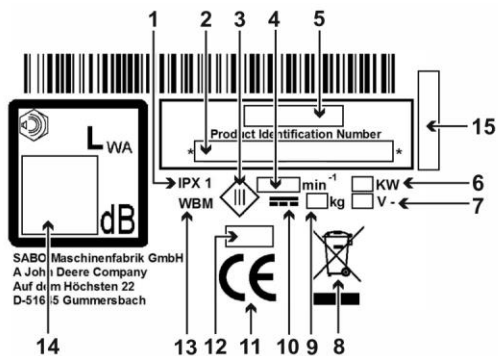 1 2 3 4 5
15
LWA
dB
Product Identification Number
* *
IPX 1 III min-1 KW 6
WBM kg V - 7
SABO Maschinenfabrik GmbH
A John Deere Company
Auf dem Höchsten 22
D-51645 Gummersbach
CE
14 13 12 11 10 9 8